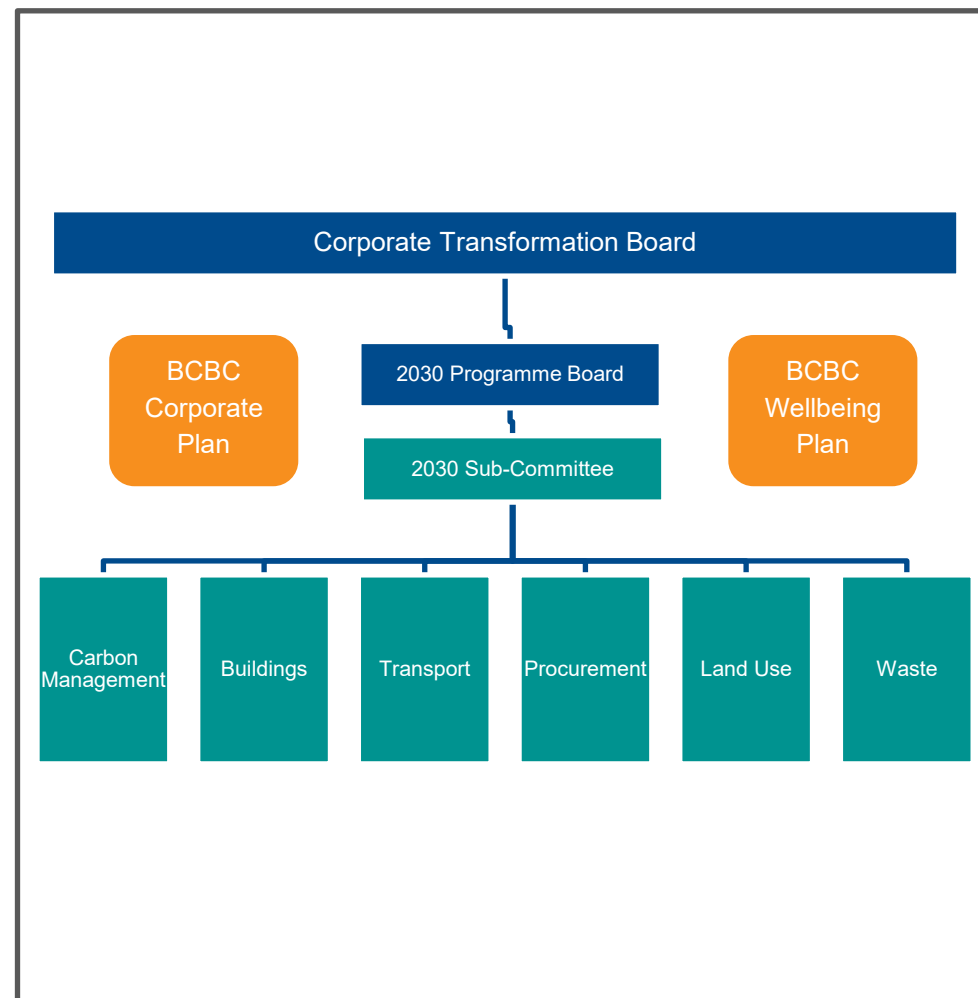 Corporate Transformation Board
BCBC
Corporate
Plan
2030 Programme Board
BCBC
Wellbeing
Plan
2030 Sub-Committee
Carbon
Management
Buildings
Transport
Procurement
Land Use
Waste